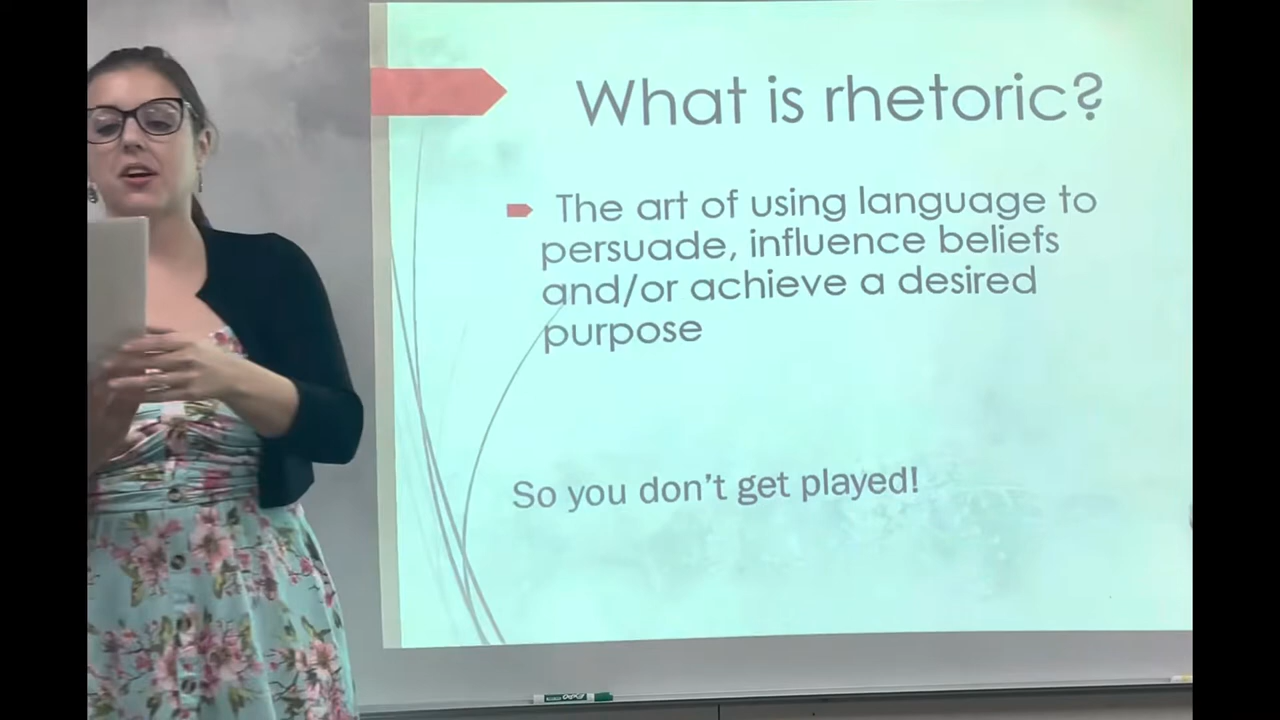 What is rhetoric?
The art of using language to
persuade, influence beliefs
and/or achieve a desired
purpose
So you don't get played!
EXPO